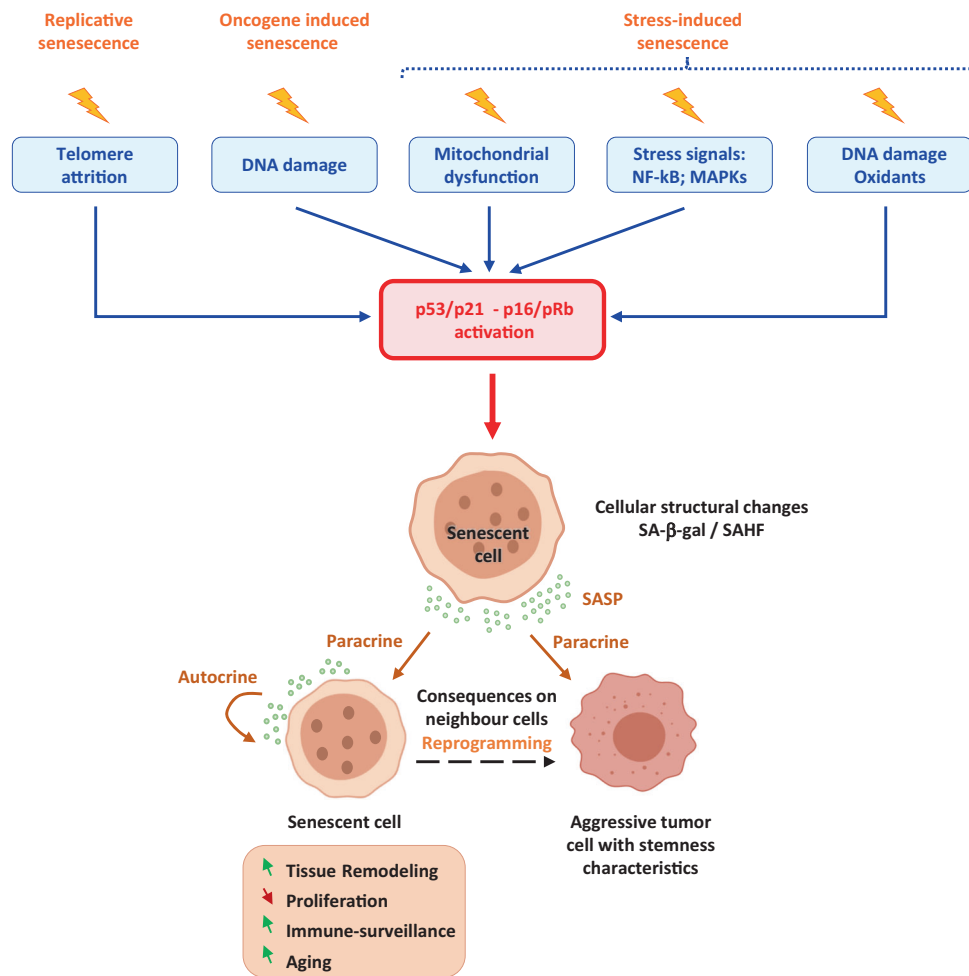 Replicative
senesecence
Oncogene induced
senescence
Stress-induced
senescence
Telomere
attrition
DNA damage
Mitochondrial
dysfunction
Stress signals:
NF-kB; MAPKs
DNA damage
Oxidants
p53/p21 - p16/pRb
activation
Senescent
cell
Cellular structural changes
SA-β-gal / SAHF
SASP
Paracrine
Paracrine
Autocrine
Consequences on
neighbour cells
Reprogramming
Senescent cell
Aggressive tumor
cell with stemness
characteristics
Tissue Remodeling
Proliferation
Immune-surveillance
Aging